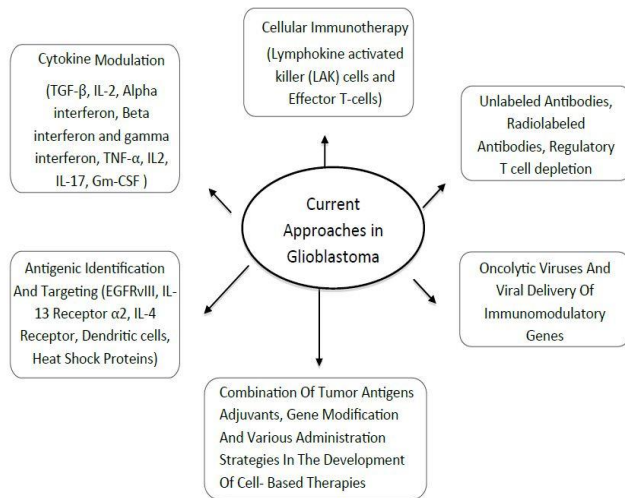 Cellular Immunotherapy
(Lymphokine activated
killer (LAK) cells and
Effector T-cells)
Cytokine Modulation
(TGF-β, IL-2, Alpha
interferon, Beta
interferon and gamma
interferon, TNF-α, IL2,
IL-17, Gm-CSF )
Unlabeled Antibodies,
Radiolabeled
Antibodies, Regulatory
T cell depletion
Current
Approaches in
Glioblastoma
Antigenic Identification
And Targeting (EGFRvIII, IL-
13 Receptor α2, IL-4
Receptor, Dendritic cells,
Heat Shock Proteins)
Oncolytic Viruses And
Viral Delivery Of
Immunomodulatory
Genes
Combination Of Tumor Antigens
Adjuvants, Gene Modification
And Various Administration
Strategies In The Development
Of Cell- Based Therapies